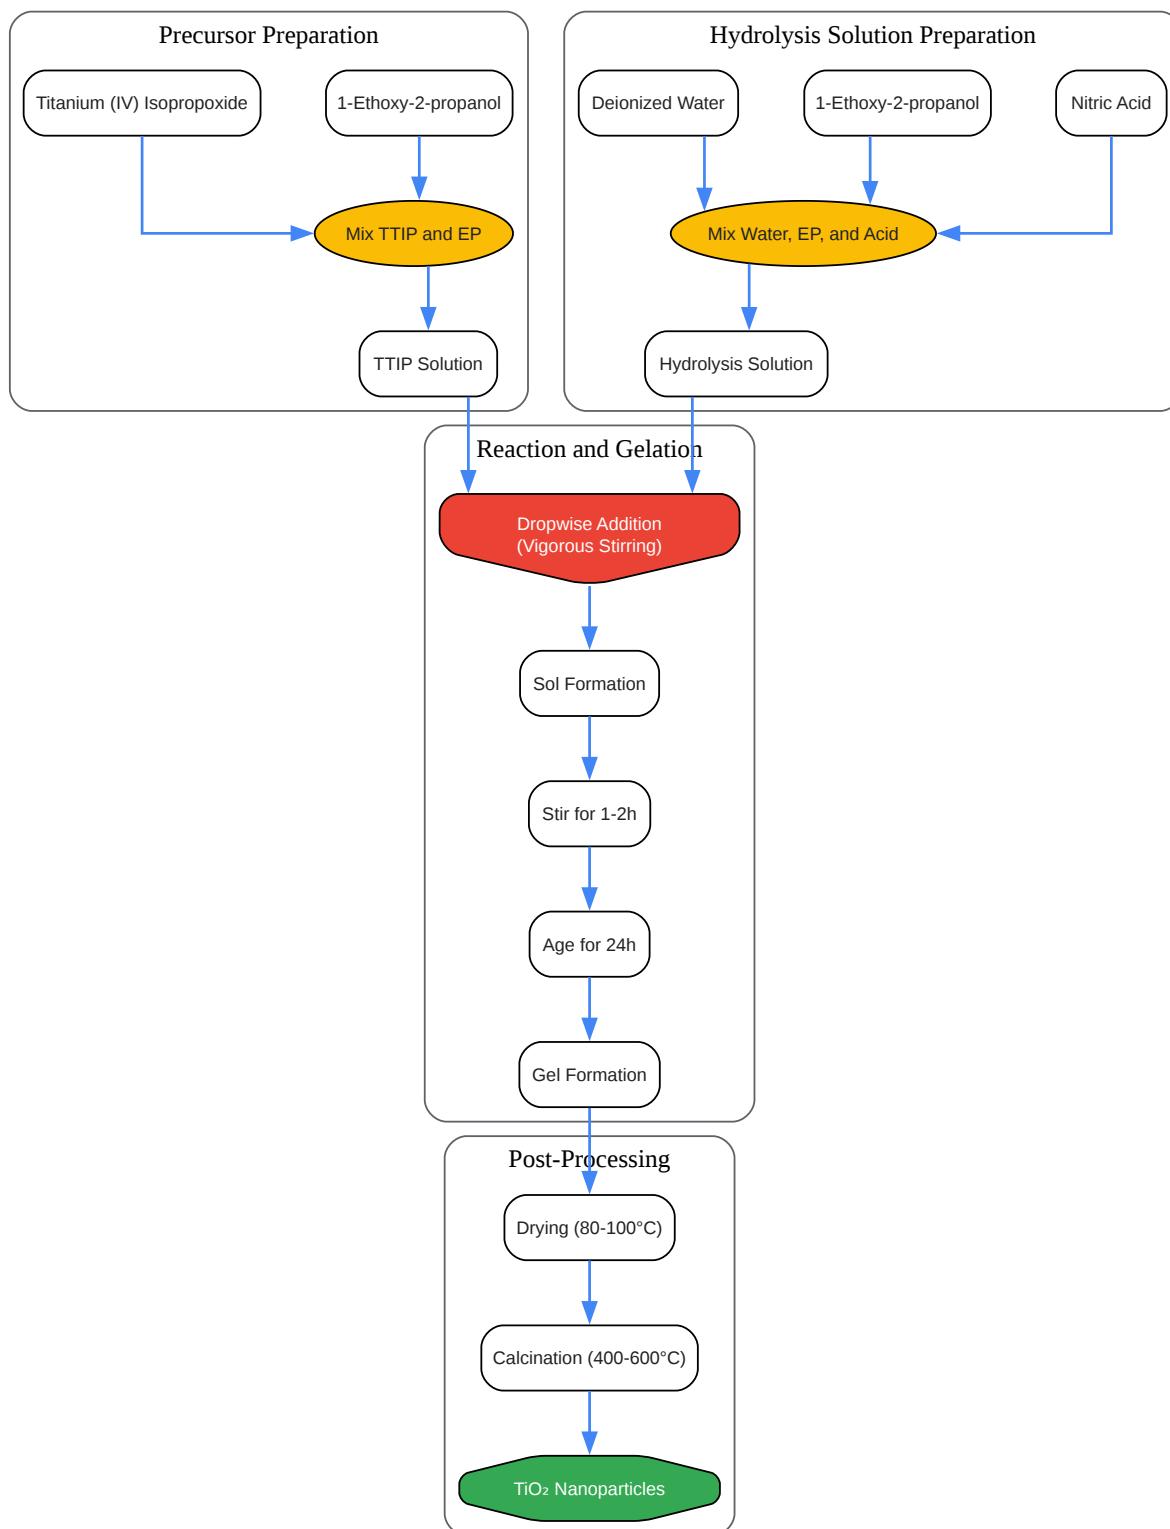 Precursor Preparation
Titanium (IV) Isopropoxide
1-Ethoxy-2-propanol
Mix TTIP and EP
TTIP Solution
Hydrolysis Solution Preparation
Deionized Water
1-Ethoxy-2-propanol
Nitric Acid
Mix Water, EP, and Acid
Hydrolysis Solution
Reaction and Gelation
Dropwise Addition
(Vigorous Stirring)
Sol Formation
Stir for 1-2h
Age for 24h
Gel Formation
Post-Processing
Drying (80-100°C)
Calcination (400-600°C)
TiO₂ Nanoparticles